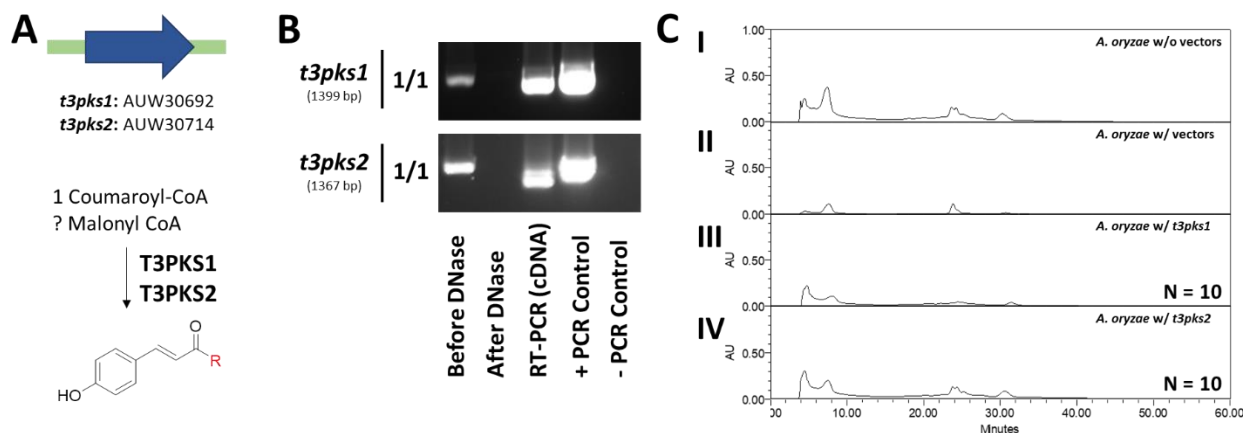 A
t3pks1: AUW30692
t3pks2: AUW30714
1 Coumaroyl-CoA
? Malonyl CoA
T3PKS1
T3PKS2
O
R
HO
B
t3pks1
(1399 bp)
1/1
t3pks2
(1367 bp)
1/1
Before DNase
After DNase
RT-PCR (cDNA)
+ PCR Control
- PCR Control
C
I
A. oryzae w/o vectors
AU
1.00
0.50
0.00
II
A. oryzae w/ vectors
AU
0.50
0.00
III
A. oryzae w/ t3pks1
AU
0.50
0.00
N = 10
IV
A. oryzae w/ t3pks2
AU
0.50
0.00
N = 10
00 10.00 20.00 30.00 40.00 50.00 60.00
Minutes